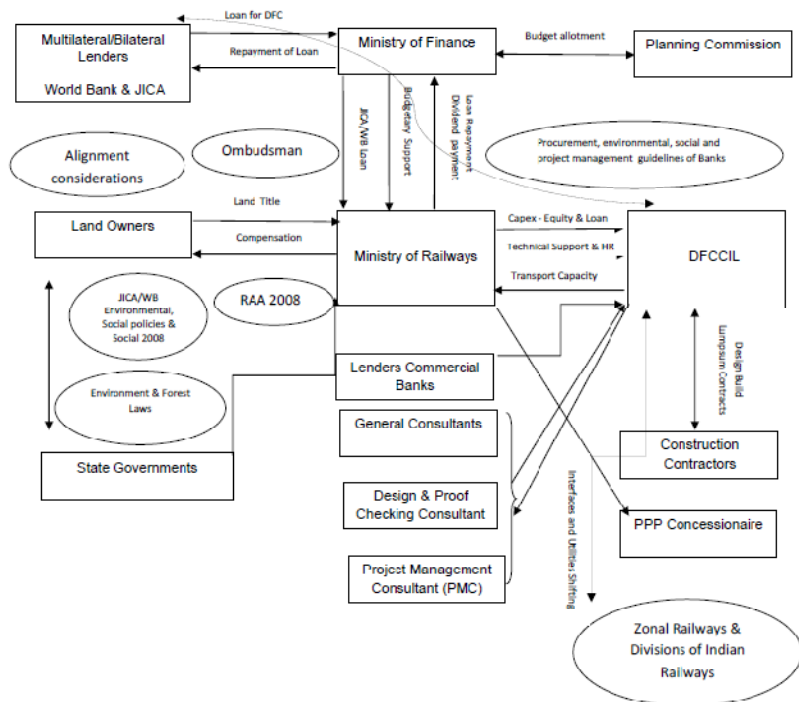 Loan for DFC
Multilateral/Bilateral
Lenders
World Bank & JICA
Repayment of Loan
Ministry of Finance
Budget allotment
Planning Commission
JICA/WB Loan
Budgetary Support
Loan Repayment
Dividend payment
Alignment
considerations
Ombudsman
Procurement, environmental, social and
project management guidelines of Banks
Land Owners
Land Title
Compensation
Ministry of Railways
Capex - Equity & Loan
Technical Support & HR
Transport Capacity
DFCCIL
JICA/WB
Environmental,
Social policies &
Social 2008
RAA 2008
Environment & Forest
Laws
Lenders Commercial
Banks
Design Build
Lumpsum Contracts
General Consultants
State Governments
Construction
Contractors
Design & Proof
Checking Consultant
Interfaces and Utilities Shifting
PPP Concessionaire
Project Management
Consultant (PMC)
Zonal Railways &
Divisions of Indian
Railways